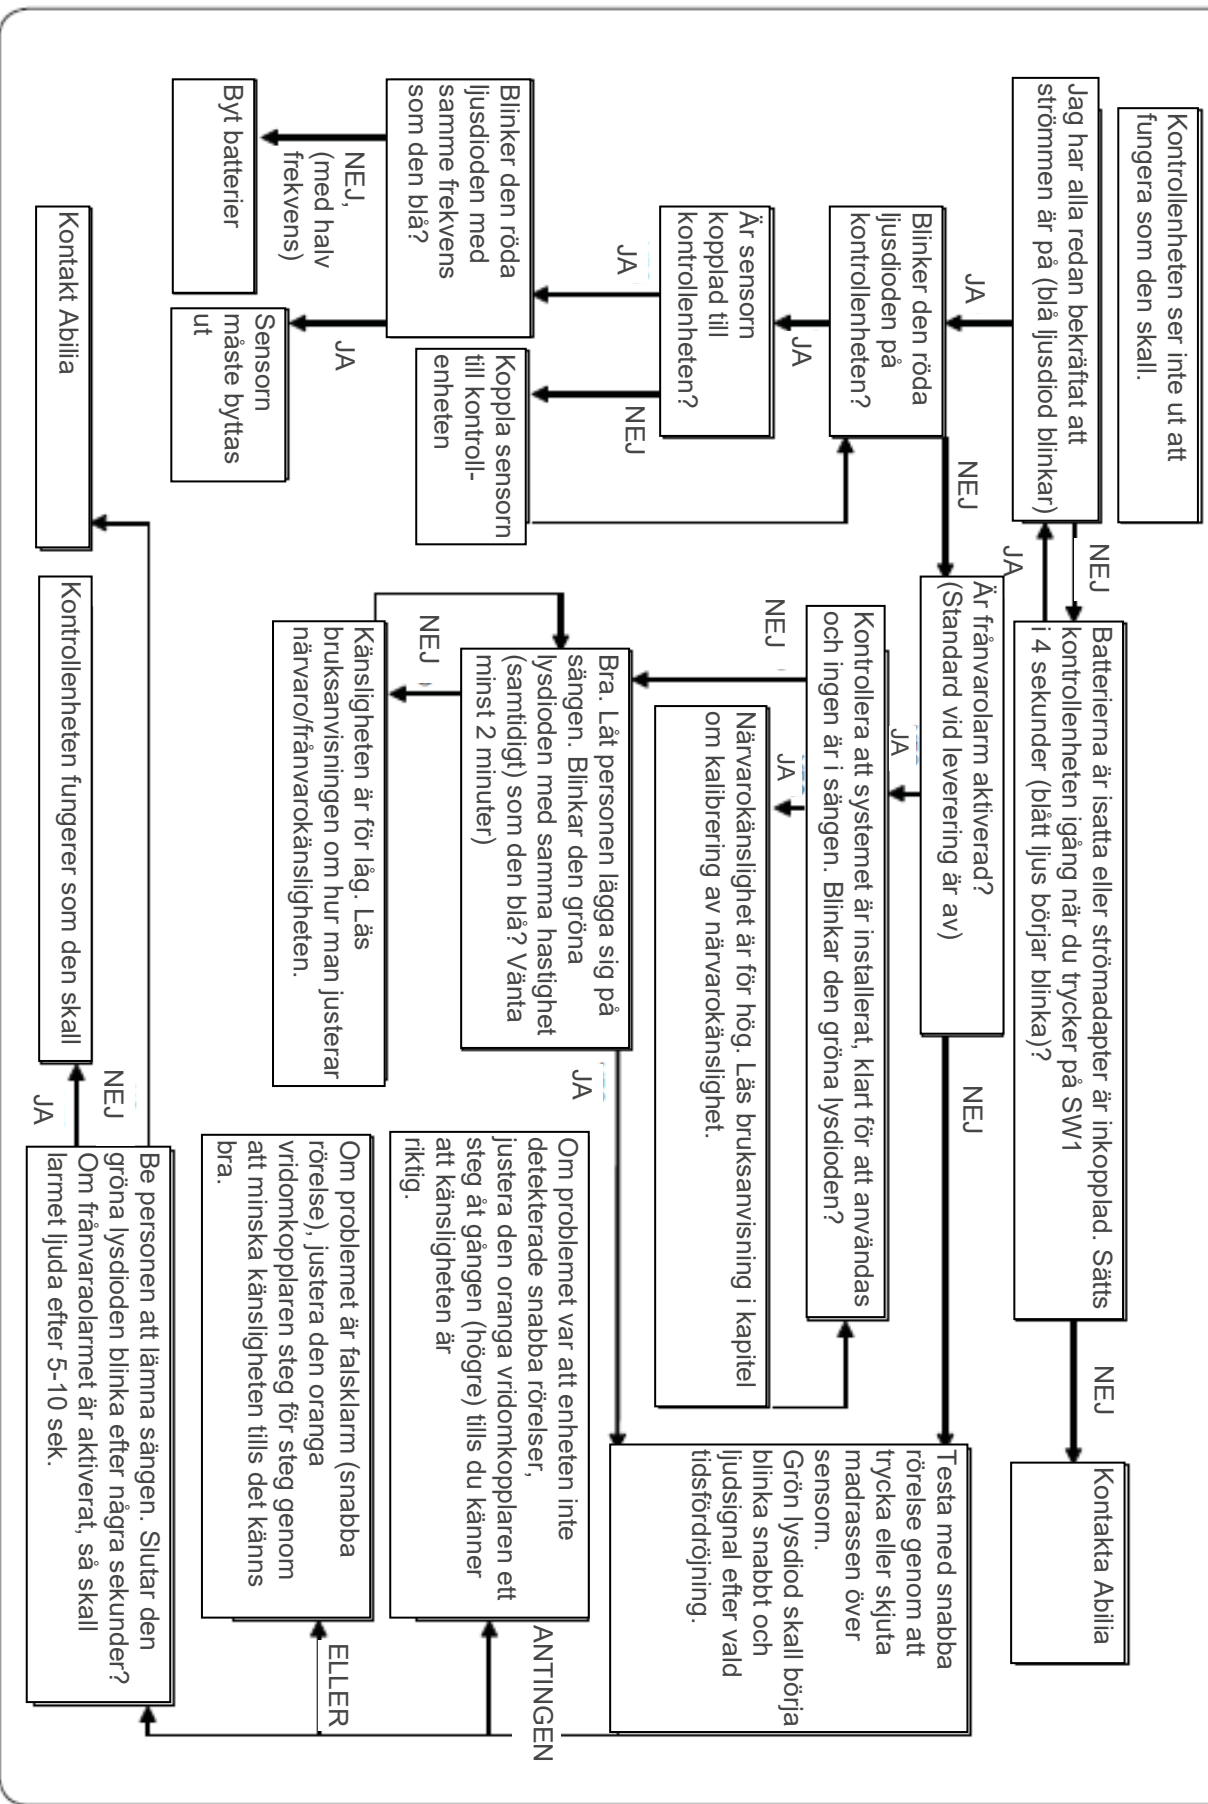 Kontrollenheten ser inte ut att
fungera som den skall.
Jag har alla redan bekräftat att
strömmen är på (blå ljusdiod blinkar)
NEJ
JA
Batterierna är isatta eller strömadapter är inkopplad. Sätts
kontrollenheten igång när du trycker på SW1
i 4 sekunder (blått ljus börjar blinka)?
NEJ
Kontakta Abilia
JA
Blinker den röda
ljusdioden på
kontrollenheten?
NEJ
Är frånvarolarm aktiverad?
(Standard vid leverering är av)
NEJ
JA
JA
Är sensorn
kopplad till
kontrollenheten?
JA
NEJ
Kontrollera att systemet är installerat, klart för att användas
och ingen är i sängen. Blinkar den gröna lysdioden?
NEJ
JA
Närvarokänslighet är för hög. Läs bruksanvisning i kapitel
om kalibrering av närvarokänslighet.
Testa med snabba
rörelse genom att
trycka eller skjuta
madrassen över
sensorn.
Grön lysdiod skall börja
blinka snabbt och
ljudsignal efter vald
tidsfördröjning.
Blinker den röda
ljusdioden med
samme frekvens
som den blå?
Koppla sensorn
till kontroll-
enheten
Bra. Låt personen lägga sig på
sängen. Blinkar den gröna
lysdioden med samma hastighet
(samtidigt) som den blå? Vänta
minst 2 minuter)
JA
NEJ
NEJ,
(med halv
frekvens)
JA
Känsligheten är för låg. Läs
bruksanvisningen om hur man justerar
närvaro/frånvarokänsligheten.
ANTINGEN
Om problemet var att enheten inte
detekterade snabba rörelser,
justera den oranga vridomkopplaren ett
steg åt gången (högre) tills du känner
att känsligheten är
riktig.
ELLER
Om problemet är falsklarm (snabba
rörelse), justera den oranga
vridomkopplaren steg för steg genom
att minska känsligheten tills det känns
bra.
Byt batterier
Sensorn
måste byttas
ut
Kontakt Abilia
Kontrollenheten fungerer som den skall
NEJ
JA
Be personen att lämna sängen. Slutar den
gröna lysdioden blinka efter några sekunder?
Om frånvaraolarmet är aktiverat, så skall
larmet ljuda efter 5-10 sek.